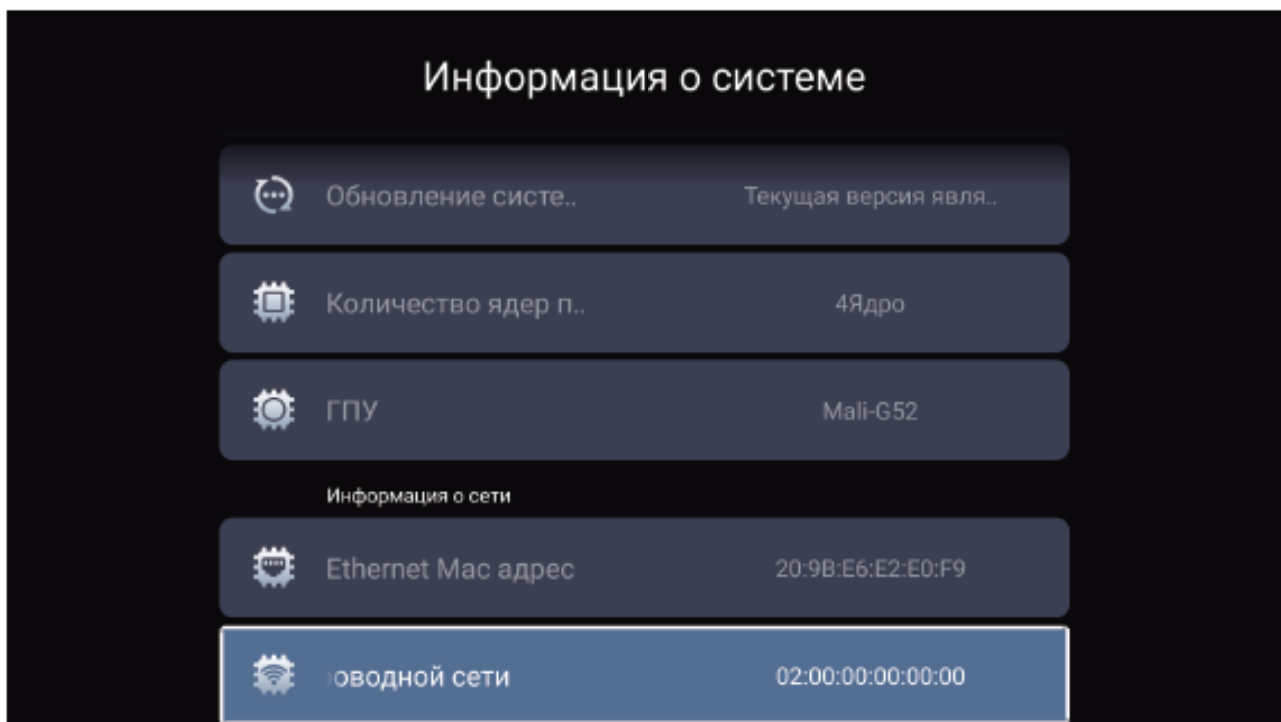 Информация о системе
Обновление систе.. Текущая версия явля..
Количество ядер п.. 4Ядро
ГПУ Mali-G52
Информация о сети
Ethernet Mac адрес 20:9B:E6:E2:E0:F9
оводной сети 02:00:00:00:00:00